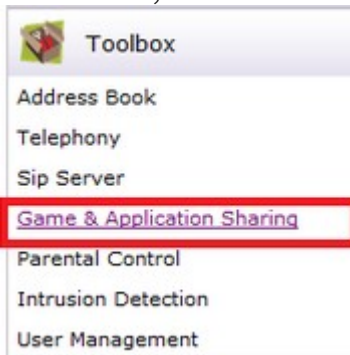 Toolbox
Address Book
Telephony
Sip Server
Game & Application Sharing
Parental Control
Intrusion Detection
User Management